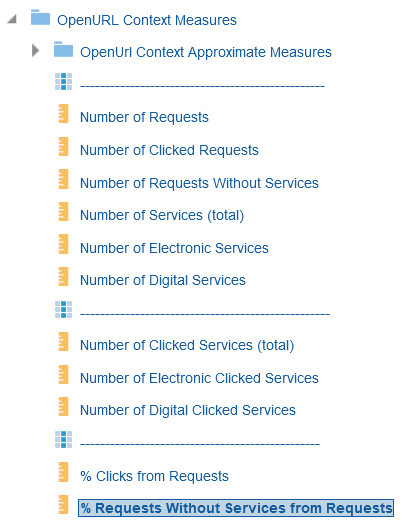 OpenURL Context Measures
OpenUrl Context Approximate Measures
-------------------------------------------------
Number of Requests
Number of Clicked Requests
Number of Requests Without Services
Number of Services (total)
Number of Electronic Services
Number of Digital Services
--------------------------------------------------
Number of Clicked Services (total)
Number of Electronic Clicked Services
Number of Digital Clicked Services
------------------------------------------------
% Clicks from Requests
% Requests Without Services from Requests